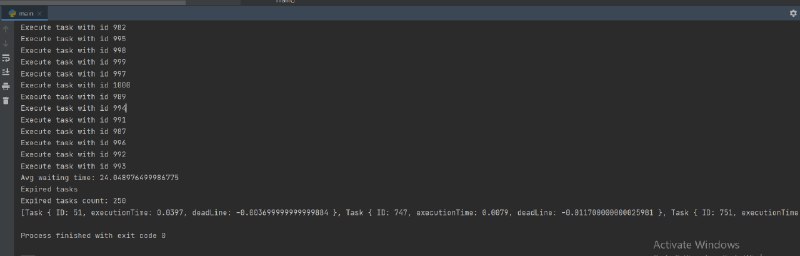 main
Execute task with id 982
Execute task with id 995
Execute task with id 998
Execute task with id 999
Execute task with id 997
Execute task with id 1000
Execute task with id 989
Execute task with id 994
Execute task with id 991
Execute task with id 987
Execute task with id 996
Execute task with id 992
Execute task with id 993
Avg waiting time: 24.048976499986775
Expired tasks
Expired tasks count: 250
[Task { ID: 51, executionTime: 0.0397, deadLine: -0.003699999999999084 }, Task { ID: 747, executionTime: 0.0079, deadLine: -0.011700000000025981 }, Task { ID: 751, executionTime
Process finished with exit code 0
Activate Windows